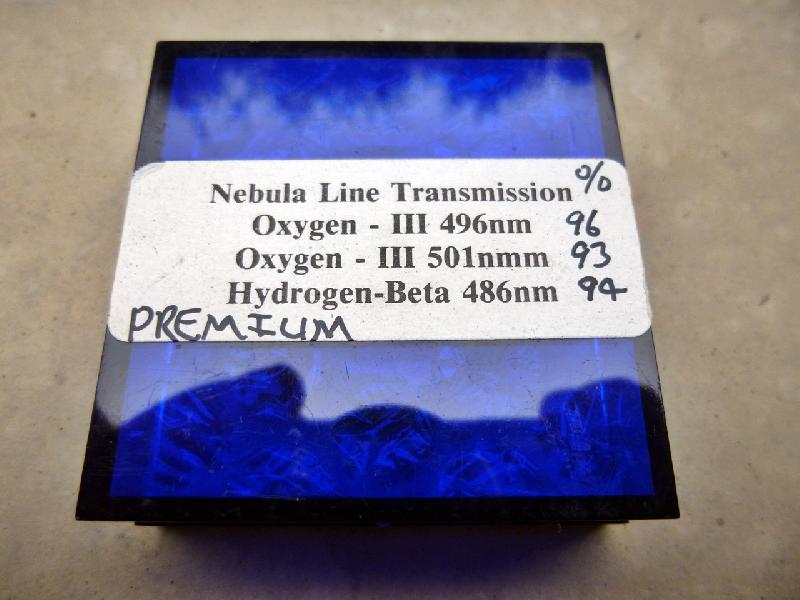 Nebula Line Transmission %
Oxygen - III 496nm 96
Oxygen - III 501nmm 93
Hydrogen-Beta 486nm 94
PREMIUM